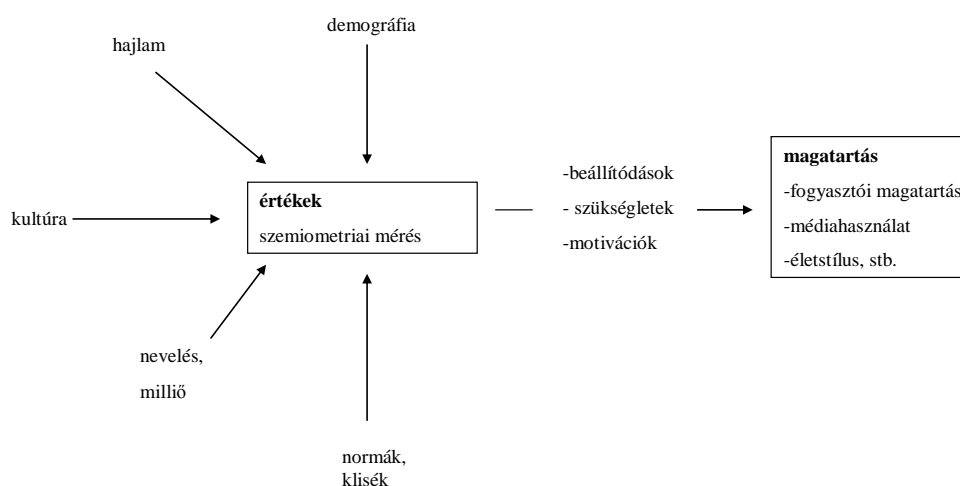 demográfia
hajlam
kultúra
értékek
szemiometriai mérés
-beállítódások
- szükségletek
-motivációk
magatartás
-fogyasztói magatartás
-médiahasználat
-életstílus, stb.
nevelés,
milliő
normák,
klisék